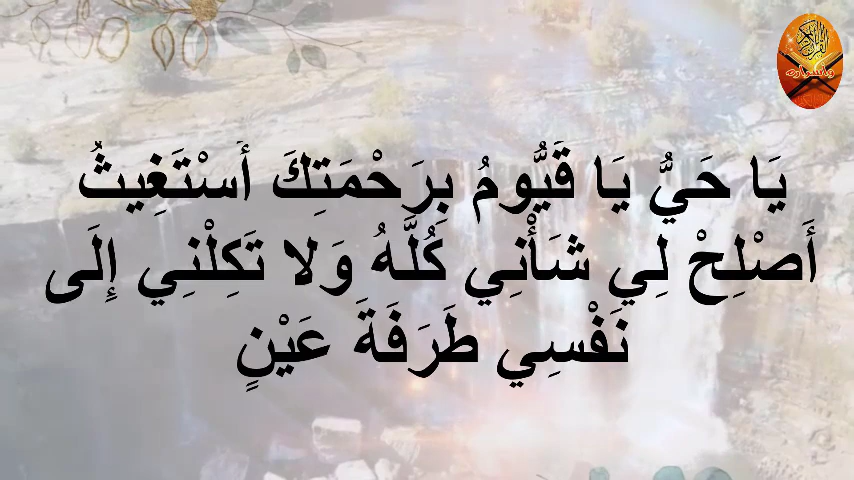 يَا حَيُّ يَا قَيُّومُ بِرَحْمَتِكَ أَسْتَغِيثُ
أَصْلِحْ لِي شَأْنِي كُلَّهُ وَلا تَكِلْنِي إِلَى
نَفْسِي طَرَفَةَ عَيْنٍ